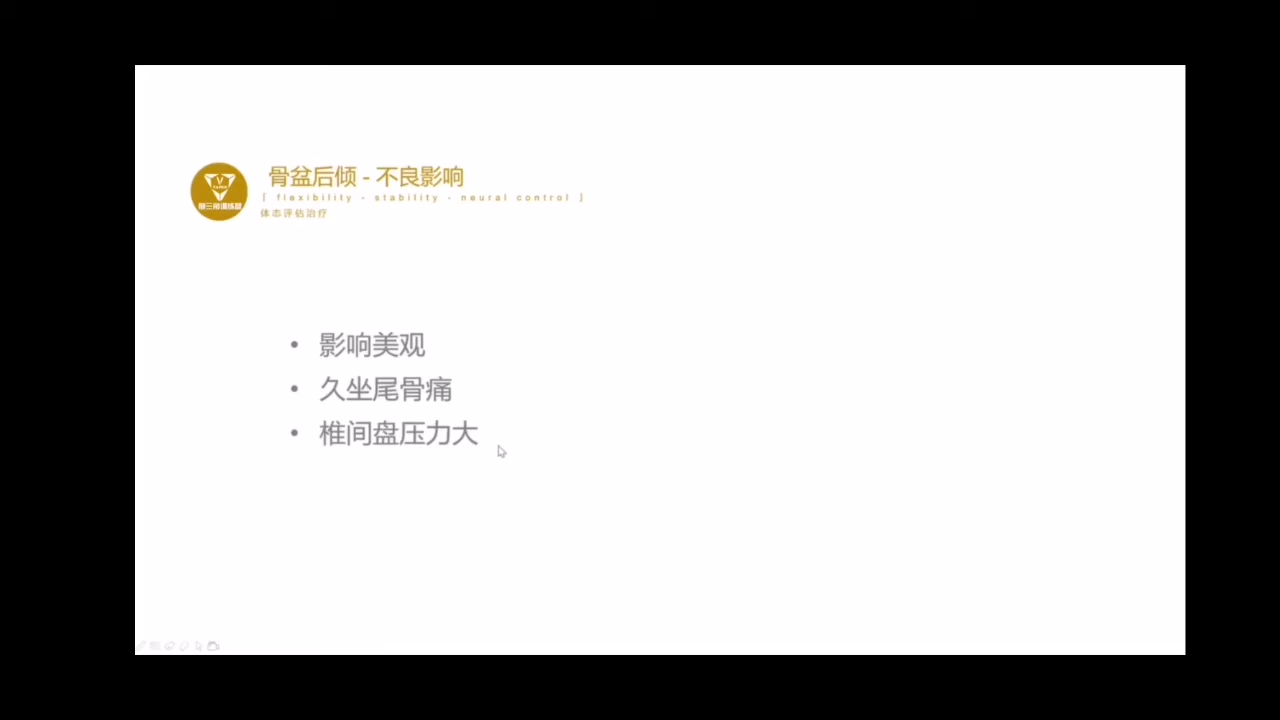 骨盆后倾 - 不良影响
[ flexibility - stability - neural control ]
体态评估治疗
• 影响美观
• 久坐尾骨痛
• 椎间盘压力大